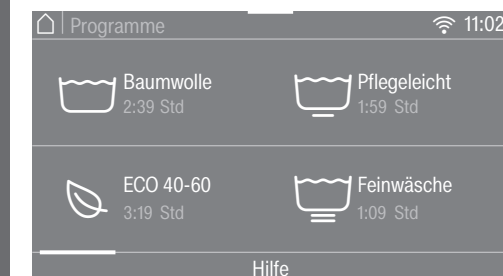 Programme 11:02
Baumwolle
2:39 Std
Pflegeleicht
1:59 Std
ECO 40-60
3:19 Std
Feinwäsche
1:09 Std
Hilfe